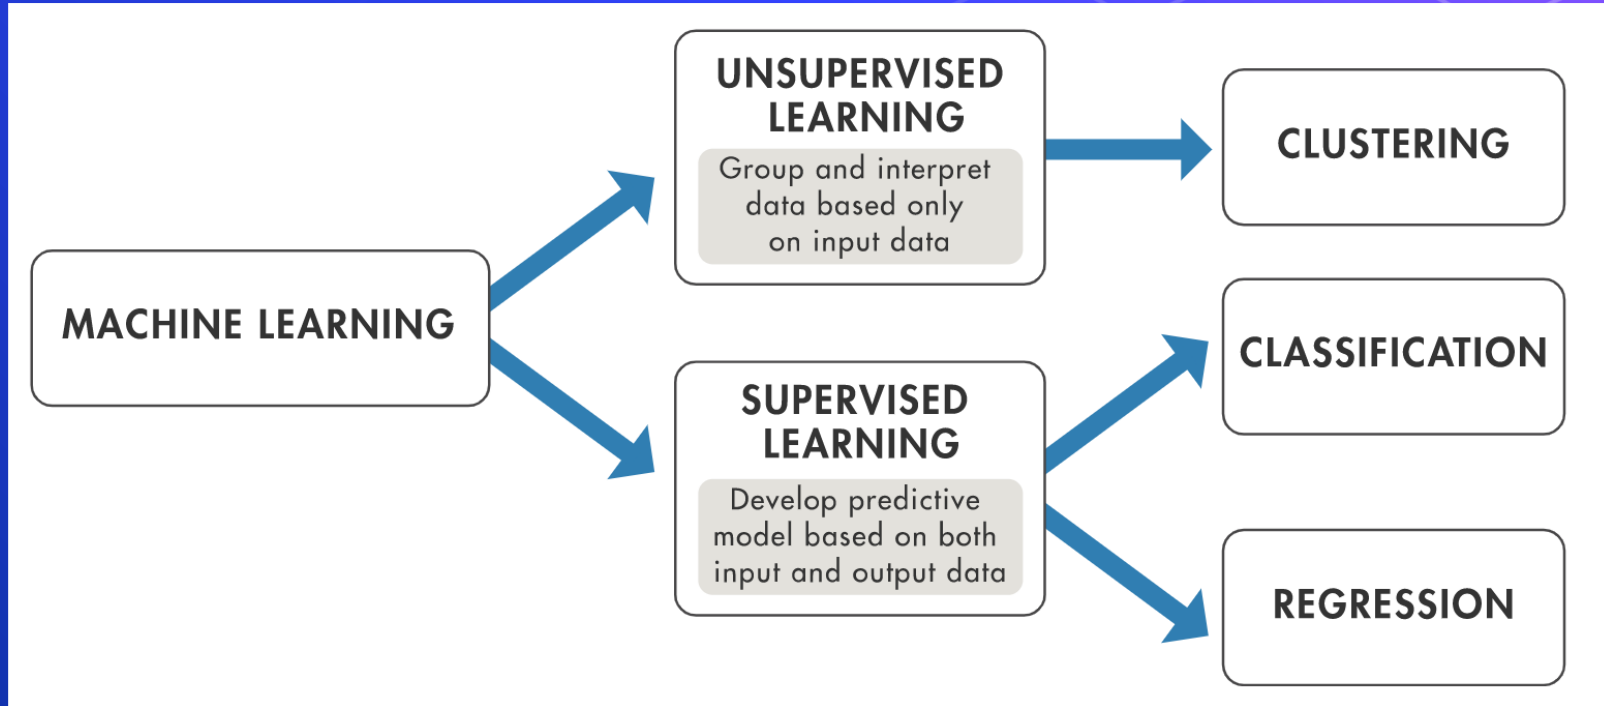 MACHINE LEARNING
UNSUPERVISED
LEARNING
Group and interpret
data based only
on input data
SUPERVISED
LEARNING
Develop predictive
model based on both
input and output data
CLUSTERING
CLASSIFICATION
REGRESSION